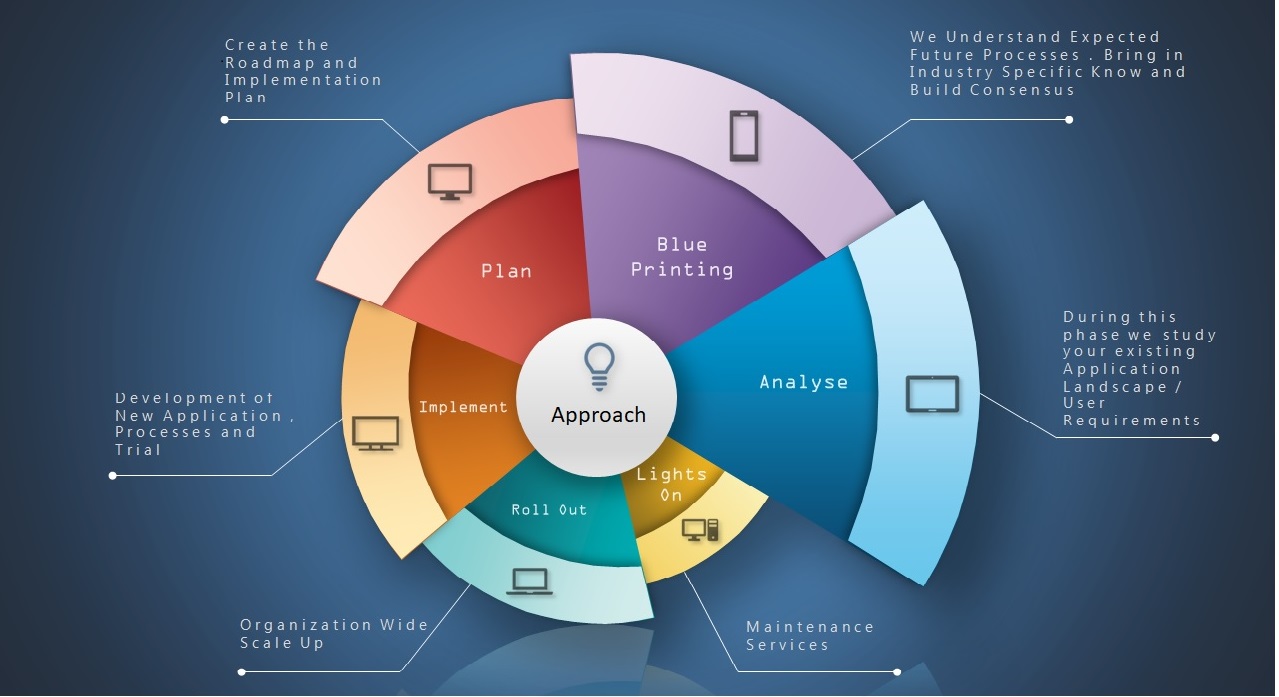 Create the
Roadmap and
Implementation
Plan
We Understand Expected
Future Processes . Bring in
Industry Specific Know and
Build Consensus
Blue
Printing
Plan
During this
phase we study
your existing
Application
Landscape /
User
Requirements
Analyse
Approach
Implement
Development of
New Application ,
Processes and
Trial
Lights
On
Roll Out
Organization Wide
Scale Up
Maintenance
Services